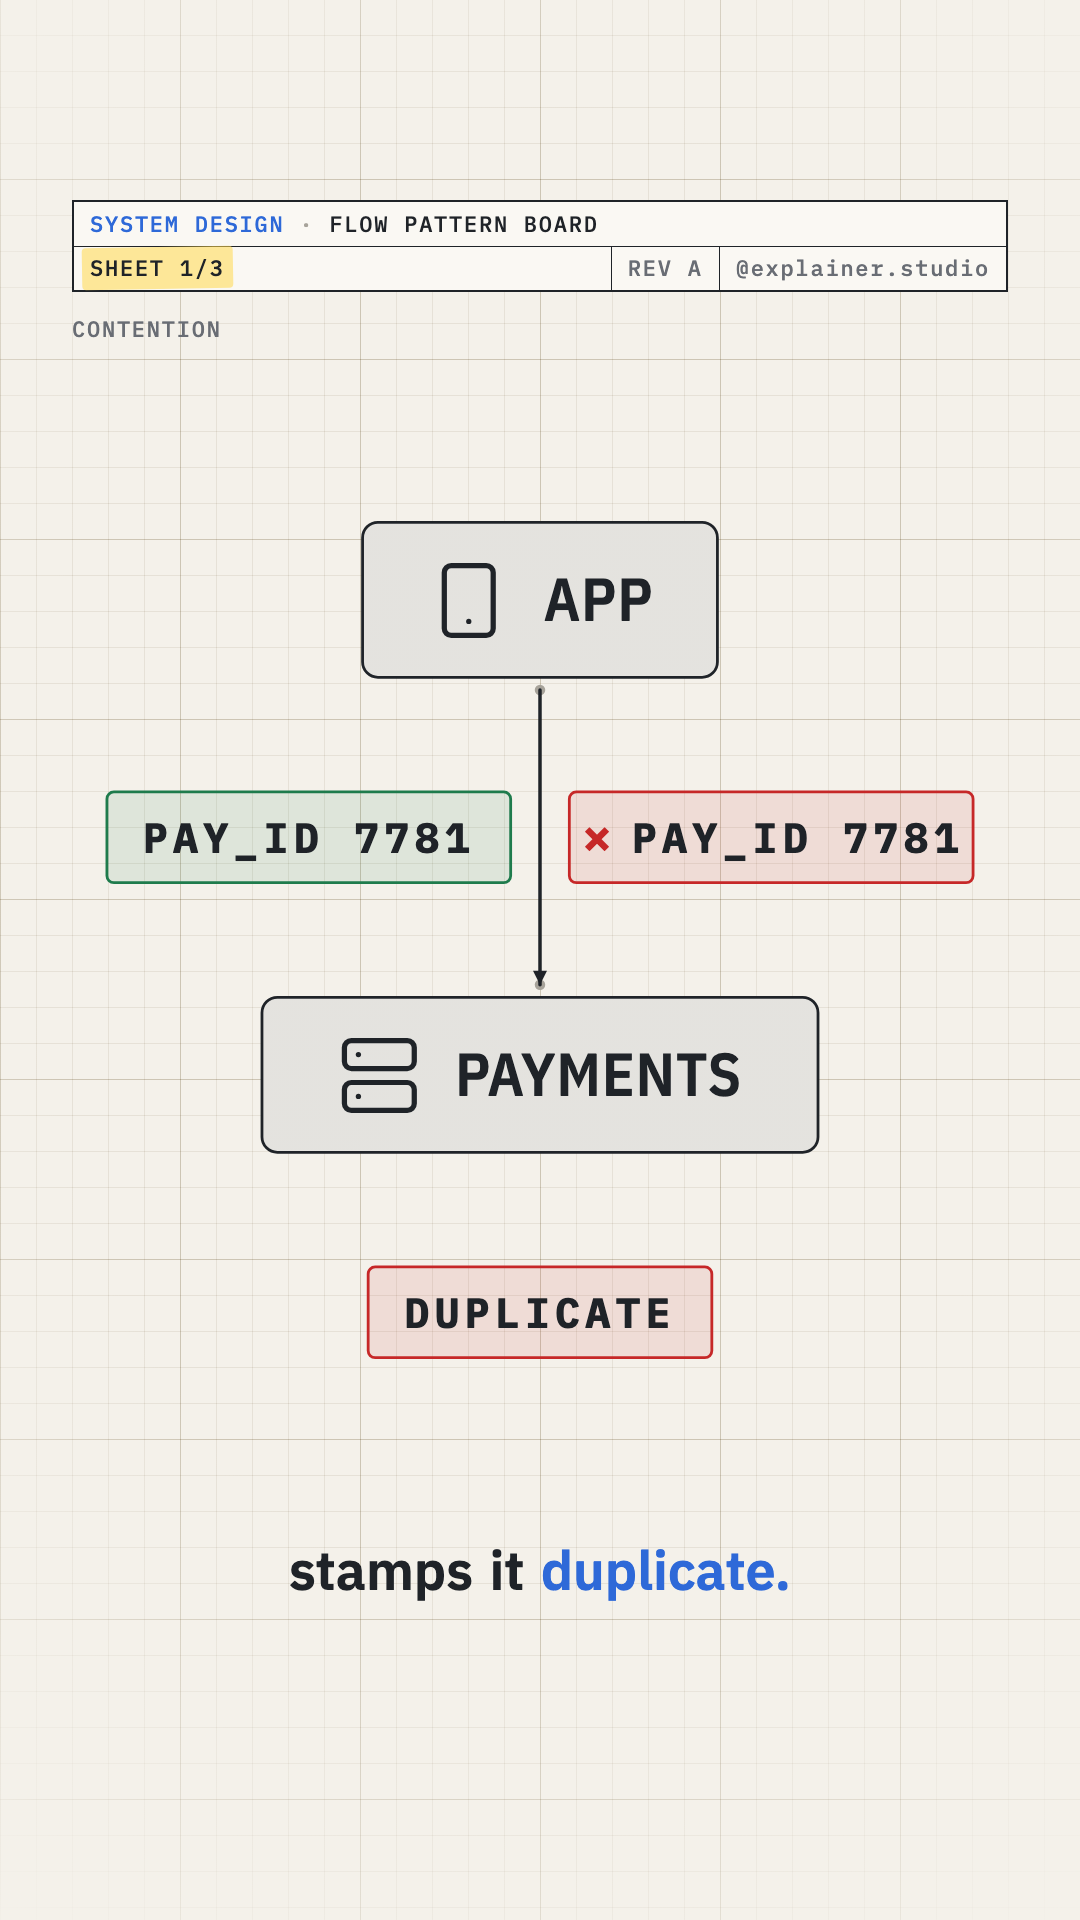 SYSTEM DESIGN · FLOW PATTERN BOARD
SHEET 1/3 REV A @explainer.studio
CONTENTION
APP
PAY_ID 7781 × PAY_ID 7781
PAYMENTS
DUPLICATE
stamps it duplicate.